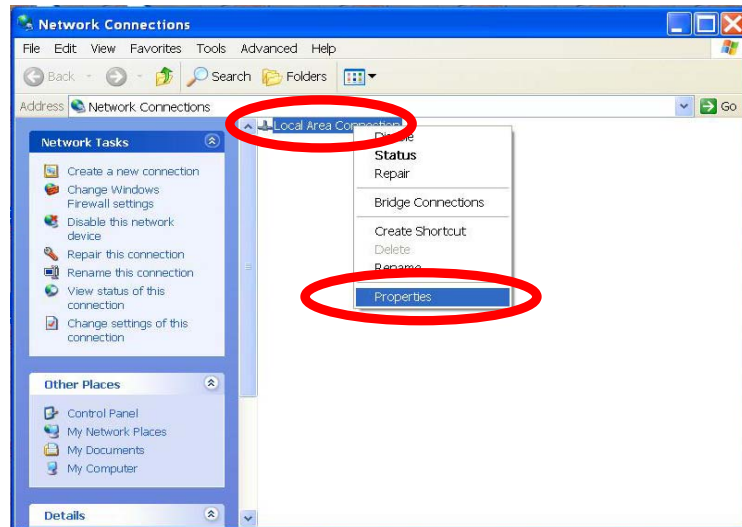 Network Connections
File Edit View Favorites Tools Advanced Help
Back Search Folders
Address Network Connections Go
Network Tasks
Create a new connection
Change Windows
Firewall settings
Disable this network
device
Repair this connection
Rename this connection
View status of this
connection
Change settings of this
connection
Other Places
Control Panel
My Network Places
My Documents
My Computer
Details
Local Area Connection
Disable
Status
Repair
Bridge Connections
Create Shortcut
Delete
Rename
Properties